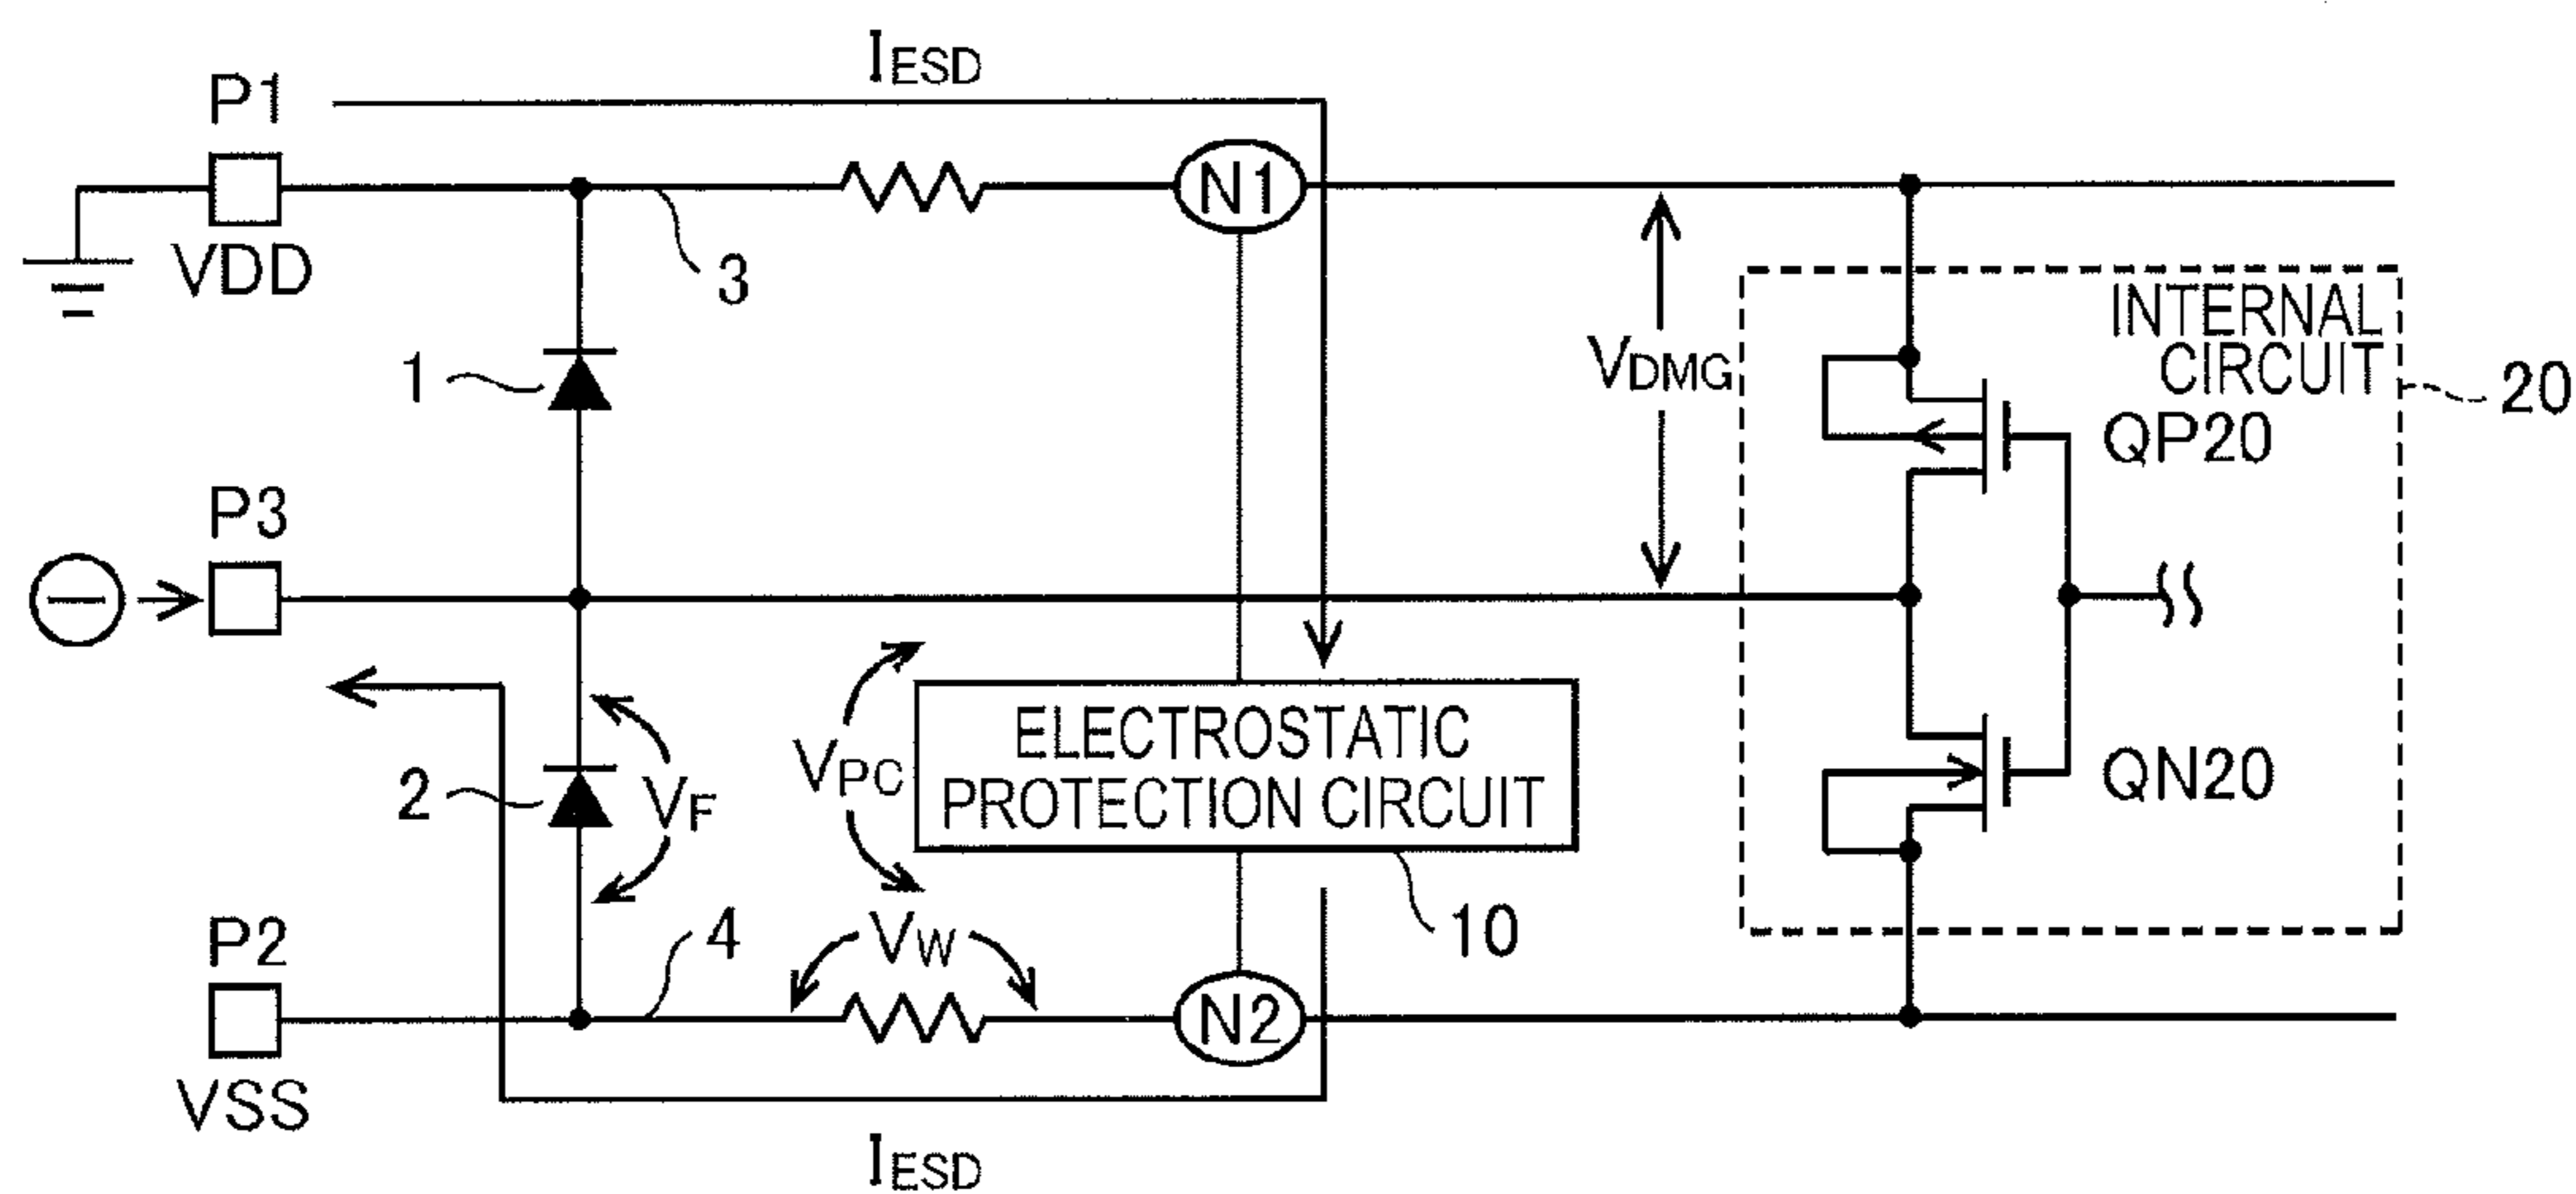 IESD
P1
VDD
3
N1
1
VDMG
INTERNAL
CIRCUIT
20
QP20
P3
−
2
VF
VPC
ELECTROSTATIC
PROTECTION CIRCUIT
QN20
10
P2
4
VW
N2
VSS
IESD